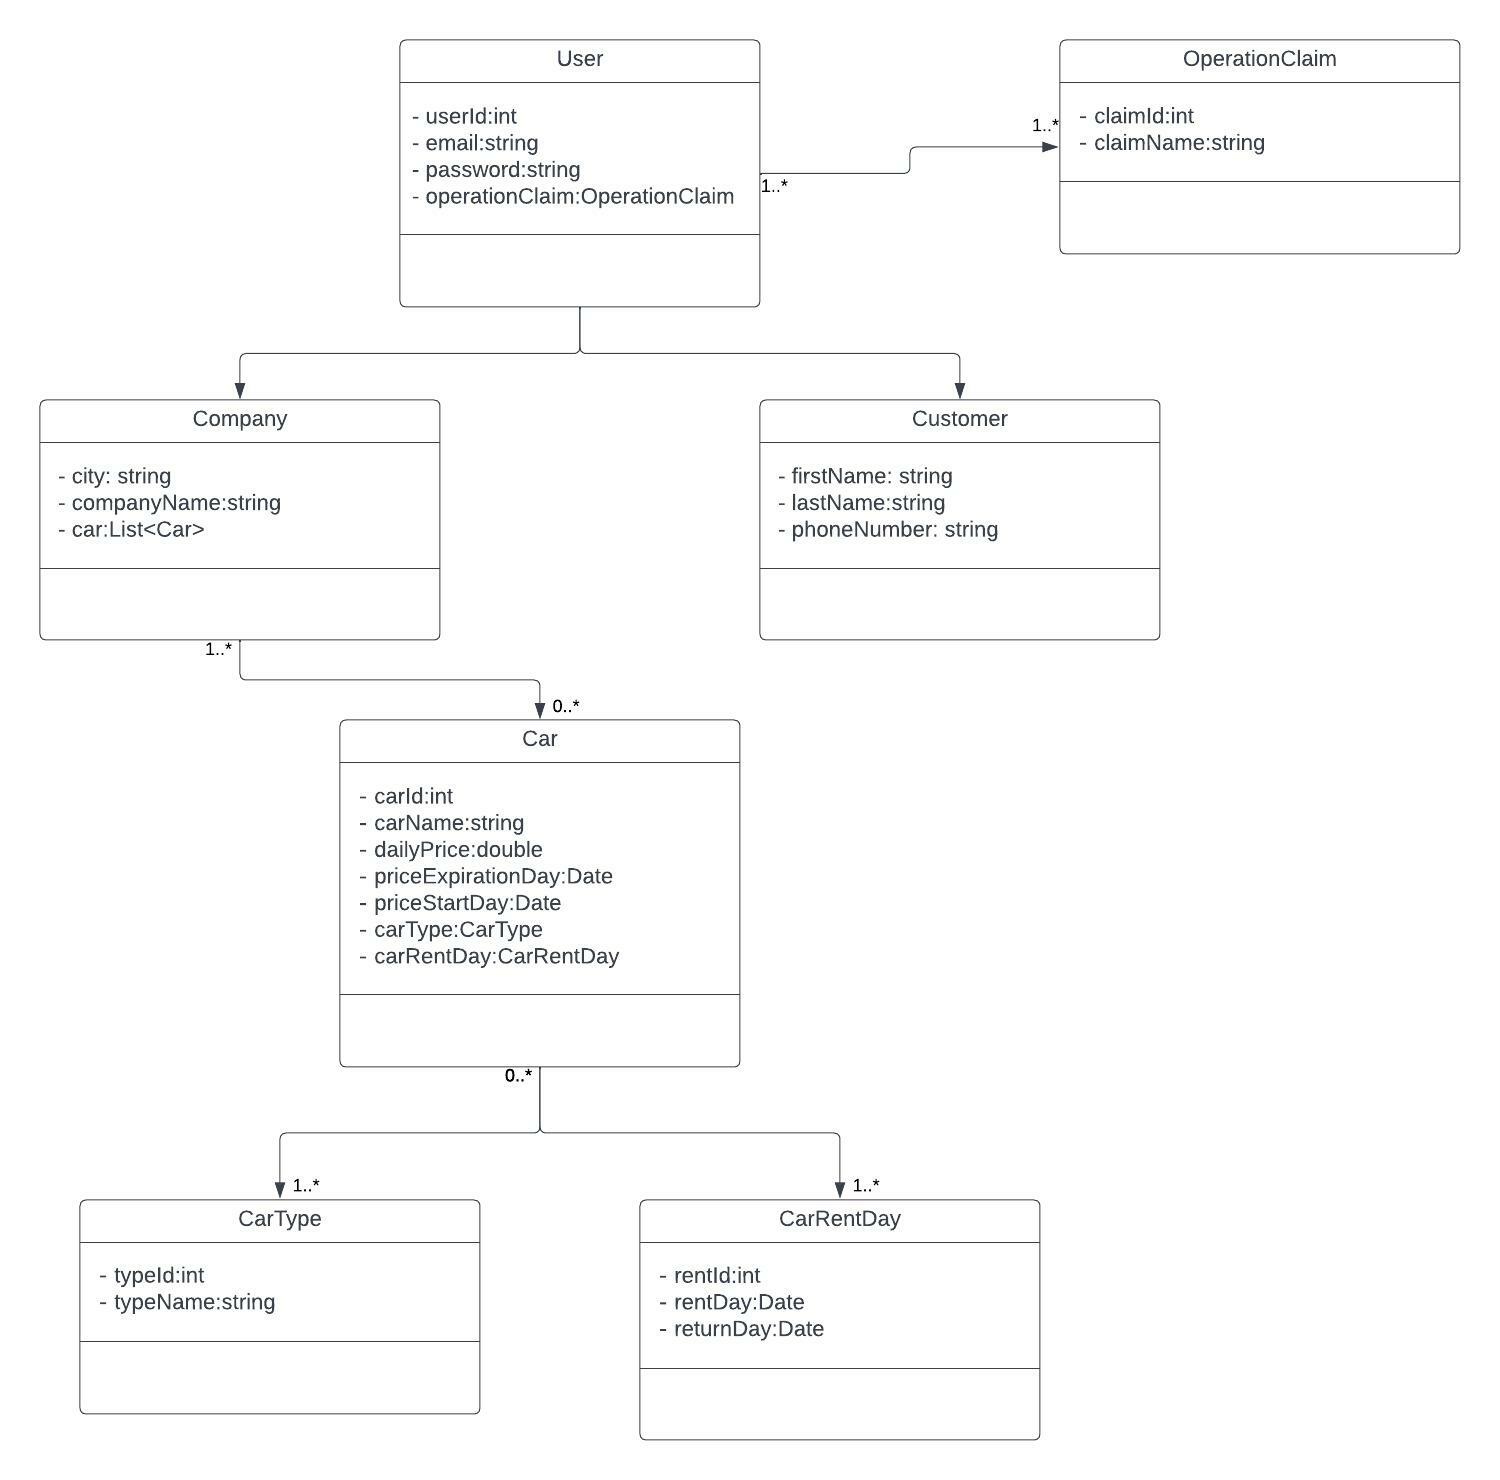 User
- userId:int
- email:string
- password:string
- operationClaim:OperationClaim
1..*
1..*
OperationClaim
- claimId:int
- claimName:string
Company
- city: string
- companyName:string
- car:List<Car>
1..*
Customer
- firstName: string
- lastName:string
- phoneNumber: string
0..*
Car
- carId:int
- carName:string
- dailyPrice:double
- priceExpirationDay:Date
- priceStartDay:Date
- carType:CarType
- carRentDay:CarRentDay
0..*
1..*
CarType
- typeId:int
- typeName:string
1..*
CarRentDay
- rentId:int
- rentDay:Date
- returnDay:Date